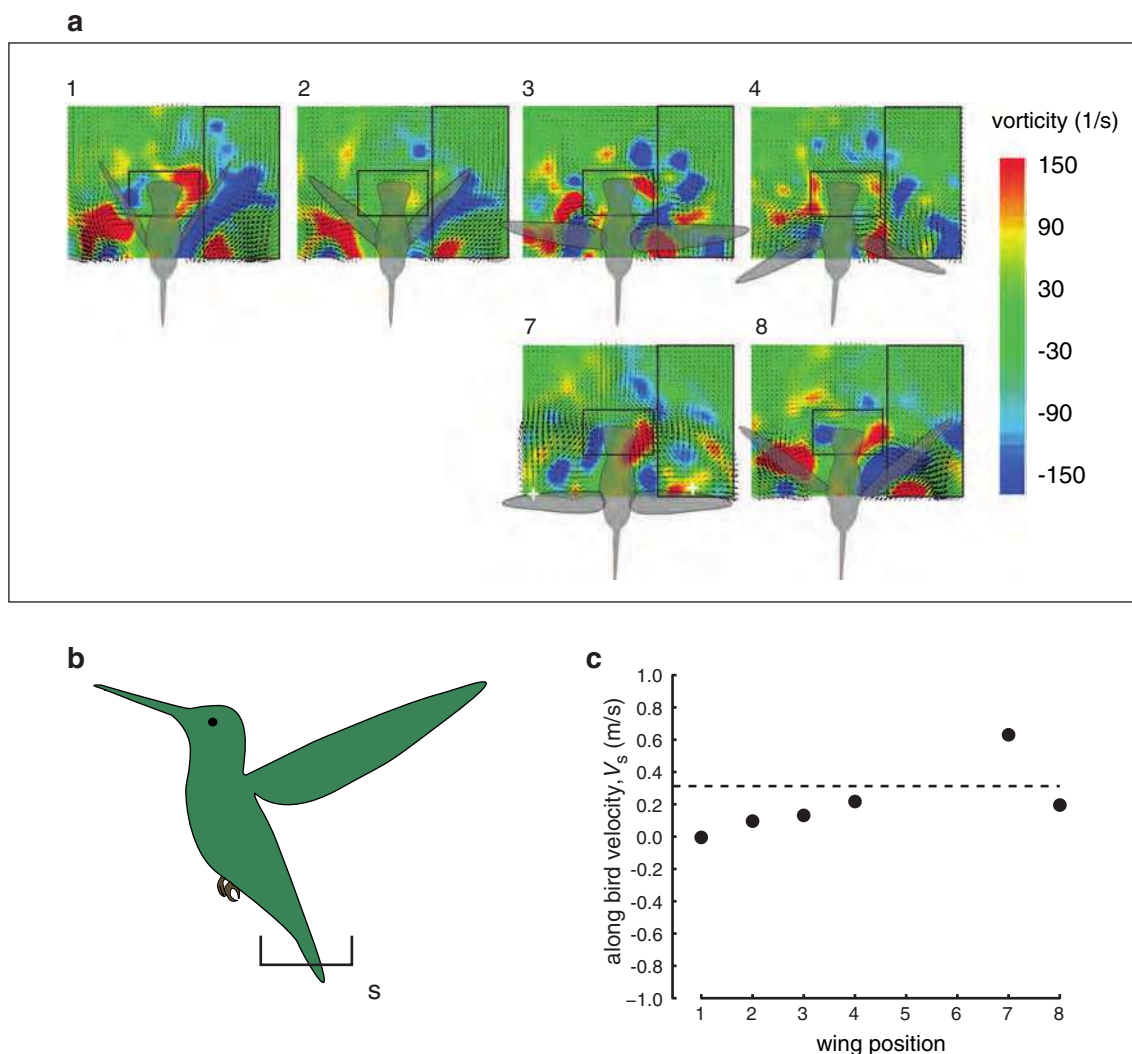 a
1
2
3
4
vorticity (1/s)
150
90
30
-30
-90
-150
7
8
b
s
c
along bird velocity, Vs (m/s)
1.0
0.8
0.6
0.4
0.2
0.0
-0.2
-0.4
-0.6
-0.8
−1.0
1 2 3 4 5 6 7 8
wing position